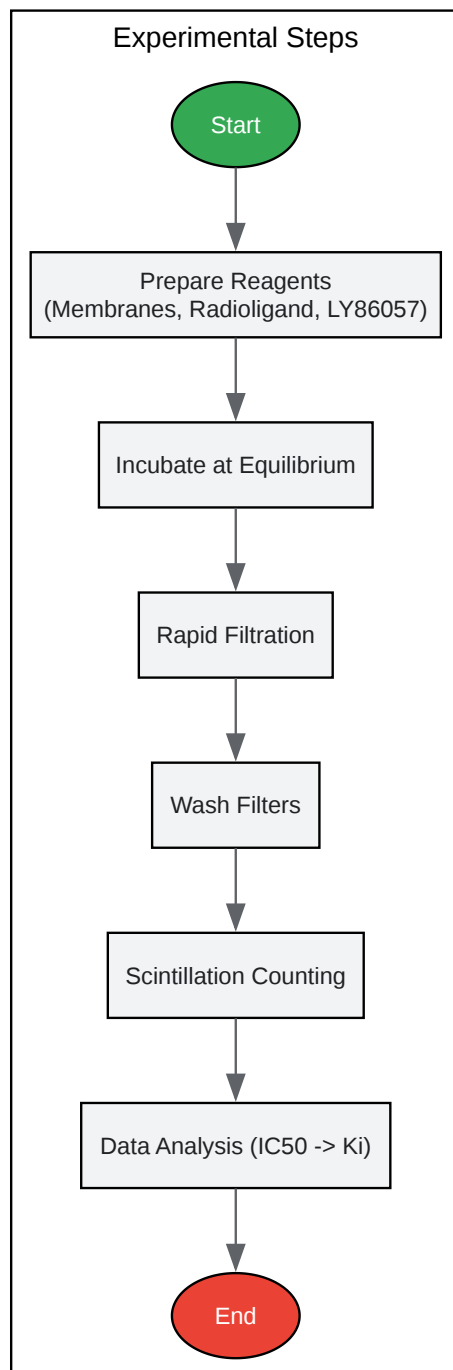 Experimental Steps
Start
Prepare Reagents
(Membranes, Radioligand, LY86057)
Incubate at Equilibrium
Rapid Filtration
Wash Filters
Scintillation Counting
Data Analysis (IC50 -> Ki)
End